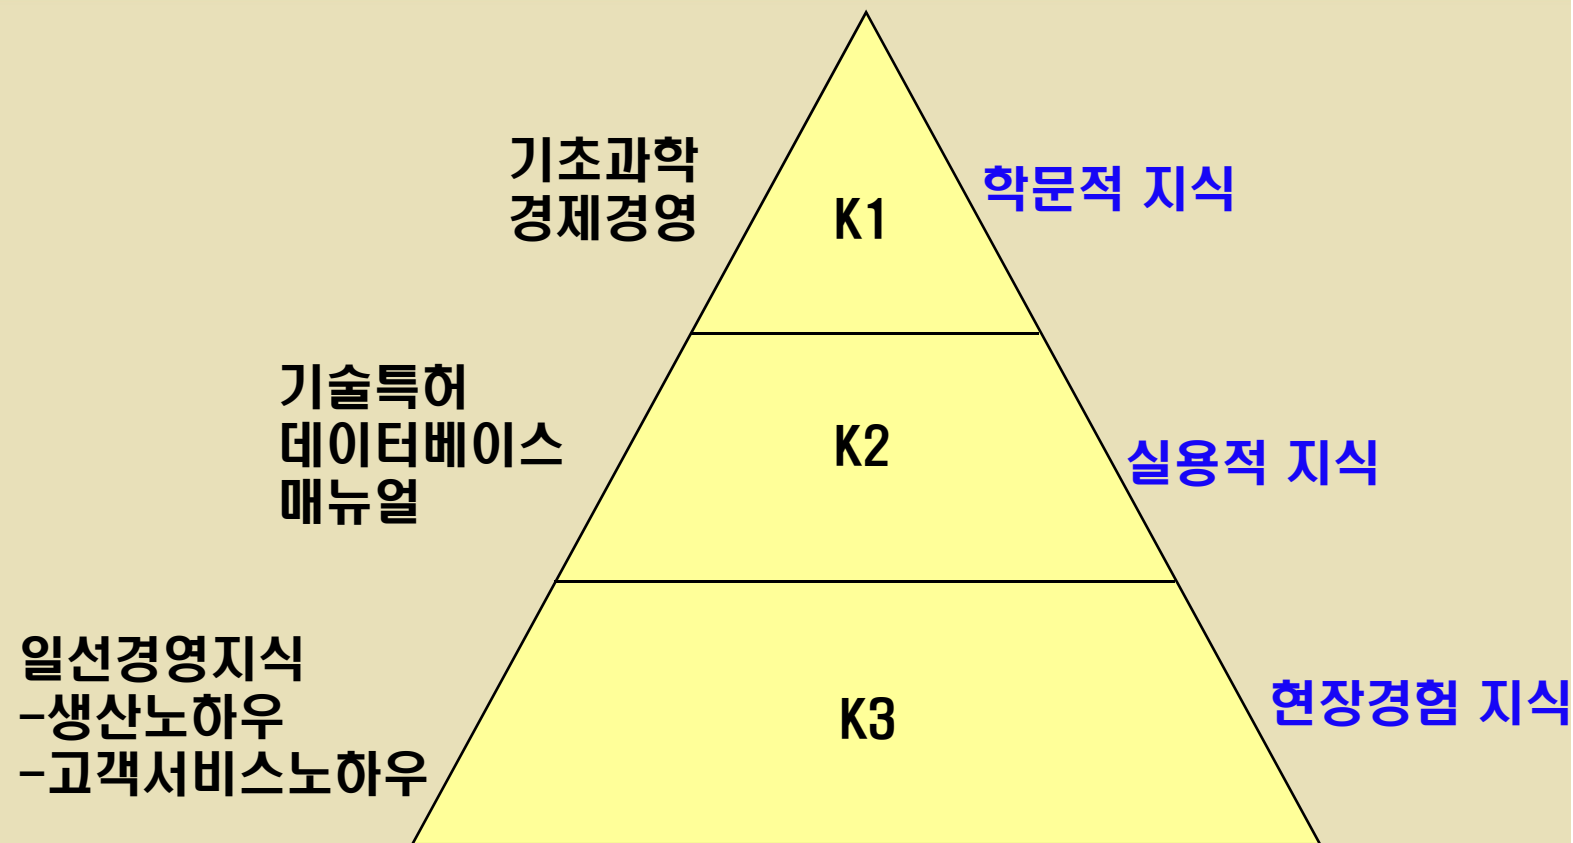 기초과학
경제경영
K1
학문적 지식
기술특허
데이터베이스
매뉴얼
K2
실용적 지식
일선경영지식
-생산노하우
-고객서비스노하우
K3
현장경험 지식